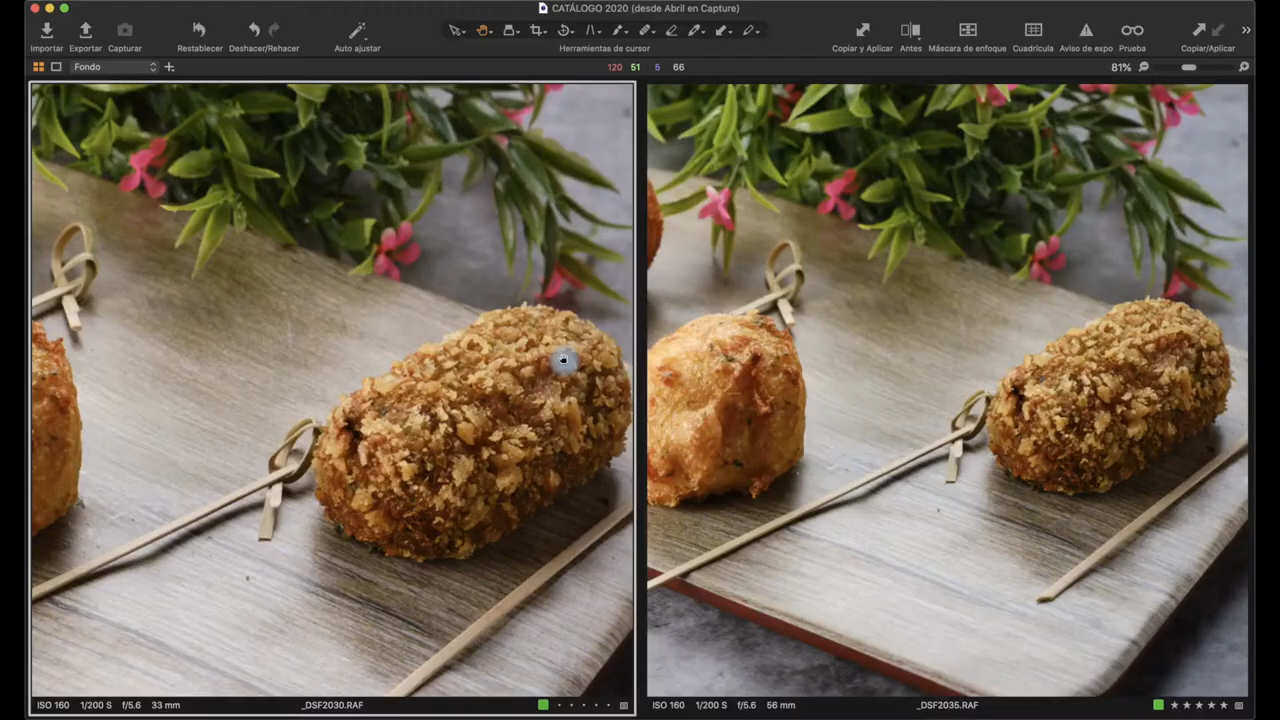 CATÁLOGO 2020 (desde Abril en Capture)
Importar Exportar Capturar Restablecer Deshacer/Rehacer Auto ajustar Herramientas de cursor Copiar y Aplicar Antes Máscara de enfoque Cuadrícula Aviso de expo Prueba Copiar/Aplicar
Fondo 120 51 5 66 81%
ISO 160 1/200 S f/5.6 33 mm _DSF2030.RAF
ISO 160 1/200 S f/5.6 56 mm _DSF2035.RAF